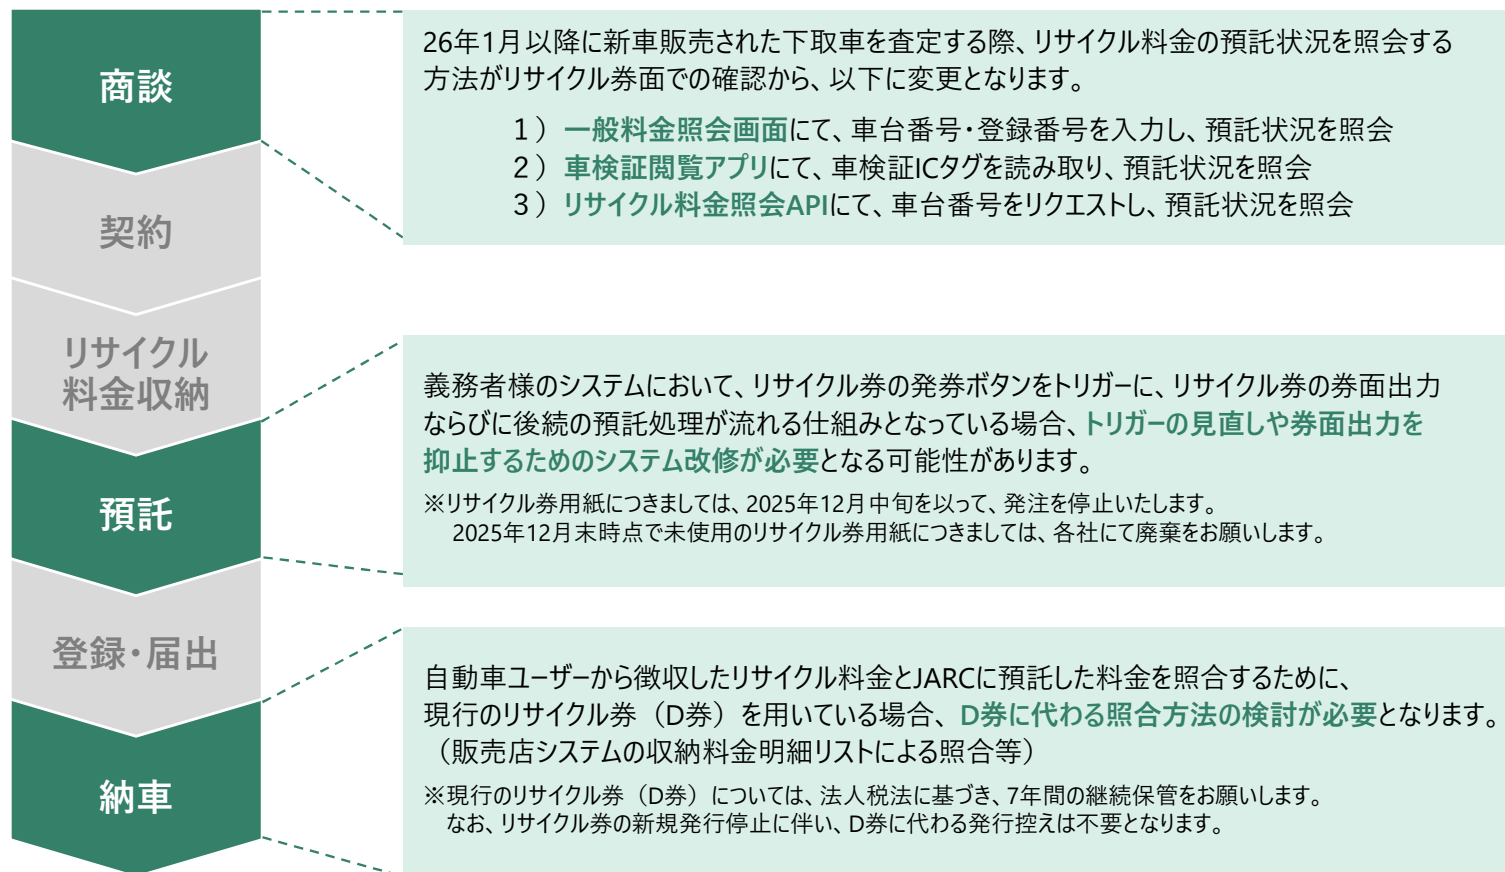 商談
26年1月以降に新車販売された下取車を査定する際、リサイクル料金の預託状況を照会する
方法がリサイクル券面での確認から、以下に変更となります。
1）一般料金照会画面にて、車台番号・登録番号を入力し、預託状況を照会
2）車検証閲覧アプリにて、車検証ICタグを読み取り、預託状況を照会
3）リサイクル料金照会APIにて、車台番号をリクエストし、預託状況を照会
契約
リサイクル
料金収納
預託
義務者様のシステムにおいて、リサイクル券の発券ボタンをトリガーに、リサイクル券の券面出力
ならびに後続の預託処理が流れる仕組みとなっている場合、トリガーの見直しや券面出力を
抑止するためのシステム改修が必要となる可能性があります。
※リサイクル券用紙につきましては、2025年12月中旬を以って、発注を停止いたします。
2025年12月末時点で未使用のリサイクル券用紙につきましては、各社にて廃棄をお願いします。
登録・届出
納車
自動車ユーザーから徴収したリサイクル料金とJARCに預託した料金を照合するために、
現行のリサイクル券（D券）を用いている場合、D券に代わる照合方法の検討が必要となります。
（販売店システムの収納料金明細リストによる照合等）
※現行のリサイクル券（D券）については、法人税法に基づき、7年間の継続保管をお願いします。
なお、リサイクル券の新規発行停止に伴い、D券に代わる発行控えは不要となります。